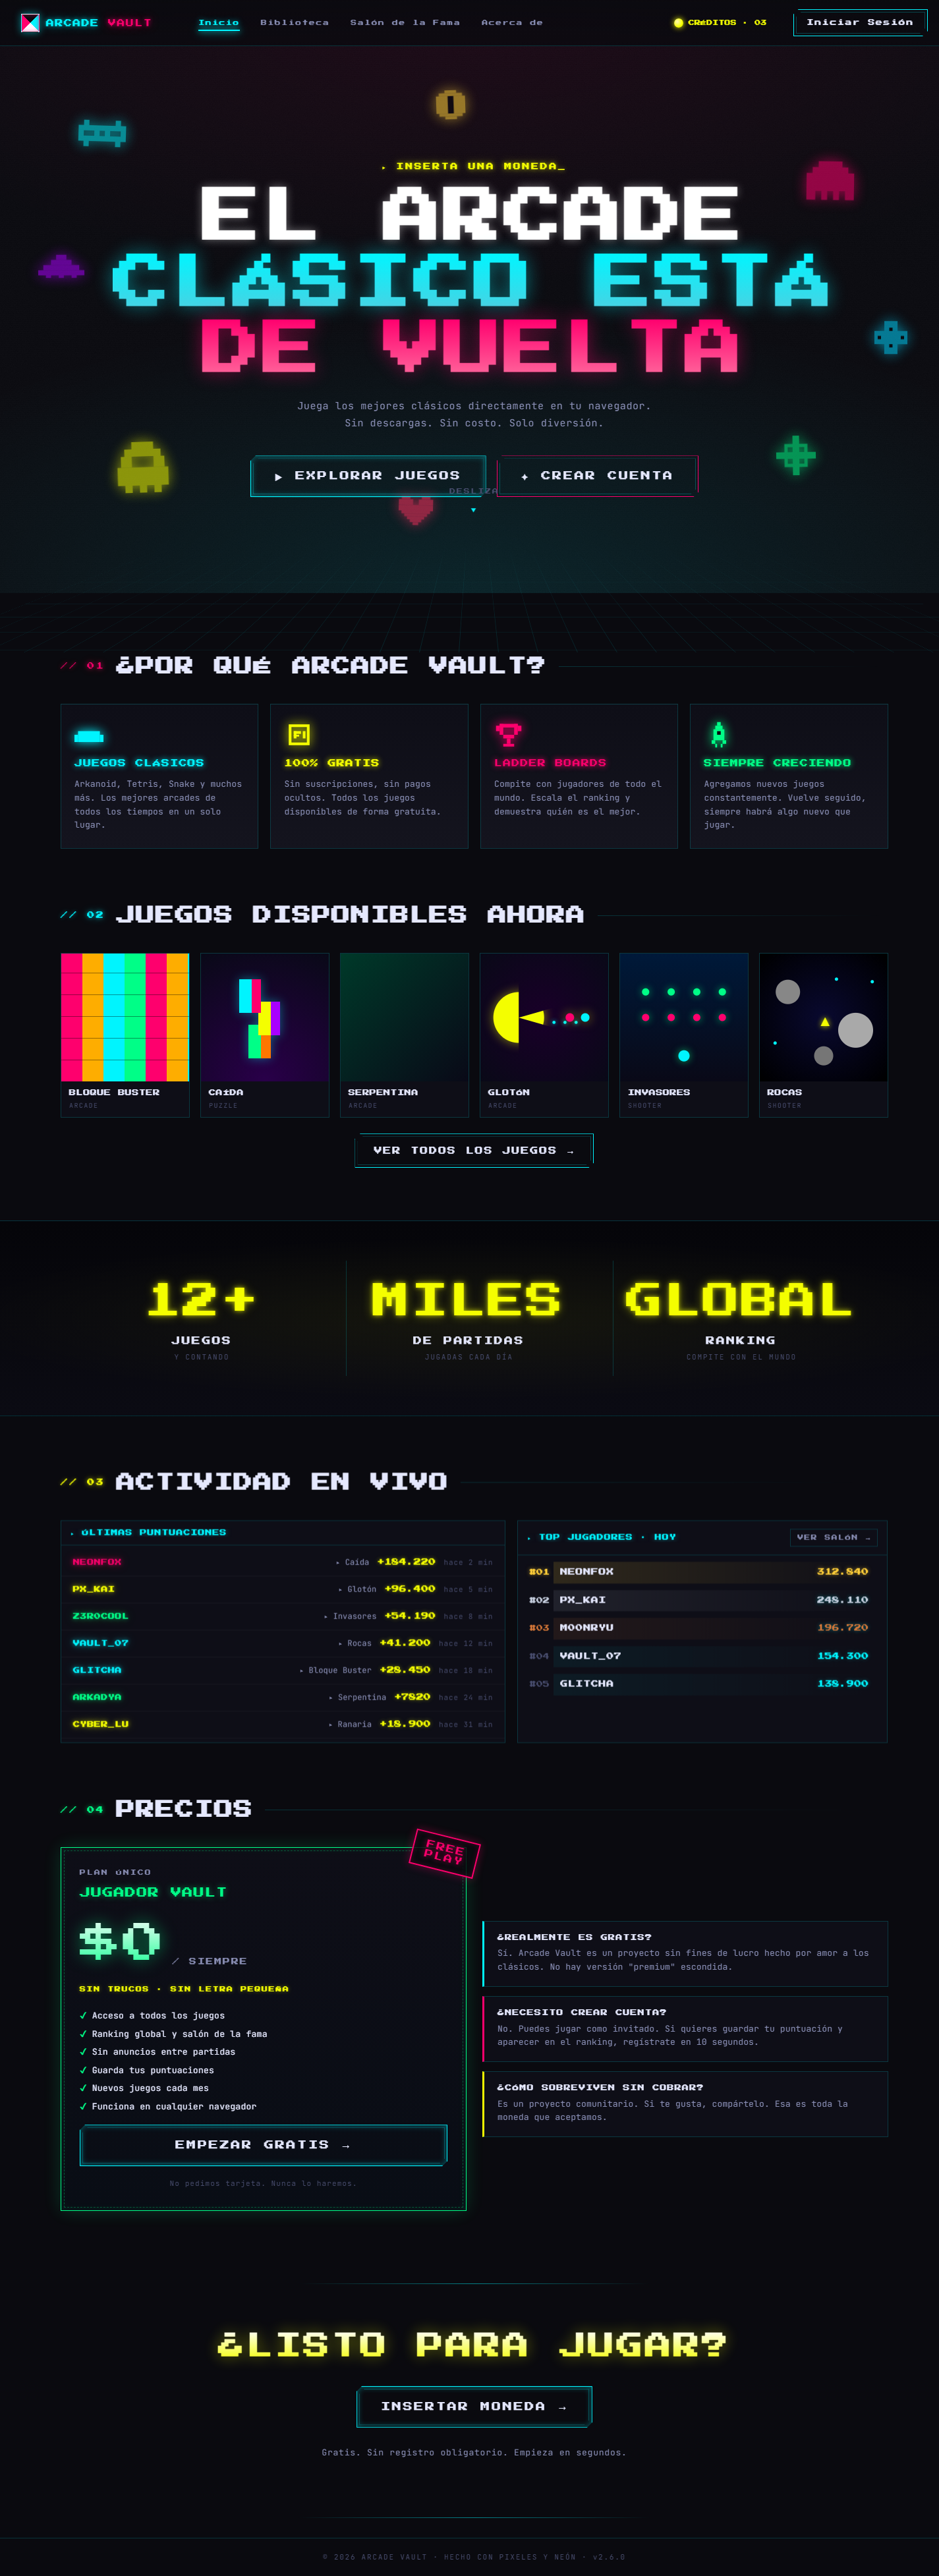 ARCADE VAULT
Inicio
Biblioteca
Salón de la Fama
Acerca de
CRéDITOS · 03
Iniciar Sesión
INSERTA UNA MONEDA_
EL ARCADE
CLÁSICO ESTÁ
DE VUELTA
Juega los mejores clásicos directamente en tu navegador.
Sin descargas. Sin costo. Solo diversión.
▶ EXPLORAR JUEGOS
✦ CREAR CUENTA
DESLIZA
▼
// 01 ¿POR QUé ARCADE VAULT?
JUEGOS CLáSICOS
Arkanoid, Tetris, Snake y muchos
más. Los mejores arcades de
todos los tiempos en un solo
lugar.
100% GRATIS
Sin suscripciones, sin pagos
ocultos. Todos los juegos
disponibles de forma gratuita.
LADDER BOARDS
Compite con jugadores de todo el
mundo. Escala el ranking y
demuestra quién es el mejor.
SIEMPRE CRECIENDO
Agregamos nuevos juegos
constantemente. Vuelve seguido,
siempre habrá algo nuevo que
jugar.
// 02 JUEGOS DISPONIBLES AHORA
BLOQUE BUSTER
ARCADE
CAíDA
PUZZLE
SERPENTINA
ARCADE
GLOTóN
ARCADE
INVASORES
SHOOTER
ROCAS
SHOOTER
VER TODOS LOS JUEGOS →
12+
JUEGOS
Y CONTANDO
MILES
DE PARTIDAS
JUGADAS CADA DÍA
GLOBAL
RANKING
COMPITE CON EL MUNDO
// 03 ACTIVIDAD EN VIVO
úLTIMAS PUNTUACIONES
NEONFOX ▸ Caída +184.220 hace 2 min
PX_KAI ▸ Glotón +96.400 hace 5 min
Z3R0COOL ▸ Invasores +54.190 hace 8 min
VAULT_07 ▸ Rocas +41.200 hace 12 min
GLITCHA ▸ Bloque Buster +28.450 hace 18 min
ARKADYA ▸ Serpentina +7820 hace 24 min
CYBER_LU ▸ Ranaria +18.900 hace 31 min
TOP JUGADORES · HOY
VER SALóN →
#01 NEONFOX 312.840
#02 PX_KAI 248.110
#03 M00NRYU 196.720
#04 VAULT_07 154.300
#05 GLITCHA 138.900
// 04 PRECIOS
FREE
PLAY
PLAN úNICO
JUGADOR VAULT
$0 / SIEMPRE
SIN TRUCOS · SIN LETRA PEQUEñA
✓ Acceso a todos los juegos
✓ Ranking global y salón de la fama
✓ Sin anuncios entre partidas
✓ Guarda tus puntuaciones
✓ Nuevos juegos cada mes
✓ Funciona en cualquier navegador
EMPEZAR GRATIS →
No pedimos tarjeta. Nunca lo haremos.
¿REALMENTE ES GRATIS?
Sí. Arcade Vault es un proyecto sin fines de lucro hecho por amor a los
clásicos. No hay versión "premium" escondida.
¿NECESITO CREAR CUENTA?
No. Puedes jugar como invitado. Si quieres guardar tu puntuación y
aparecer en el ranking, regístrate en 10 segundos.
¿CóMO SOBREVIVEN SIN COBRAR?
Es un proyecto comunitario. Si te gusta, compártelo. Esa es toda la
moneda que aceptamos.
¿LISTO PARA JUGAR?
INSERTAR MONEDA →
Gratis. Sin registro obligatorio. Empieza en segundos.
© 2026 ARCADE VAULT · HECHO CON PIXELES Y NEÓN · v2.6.0